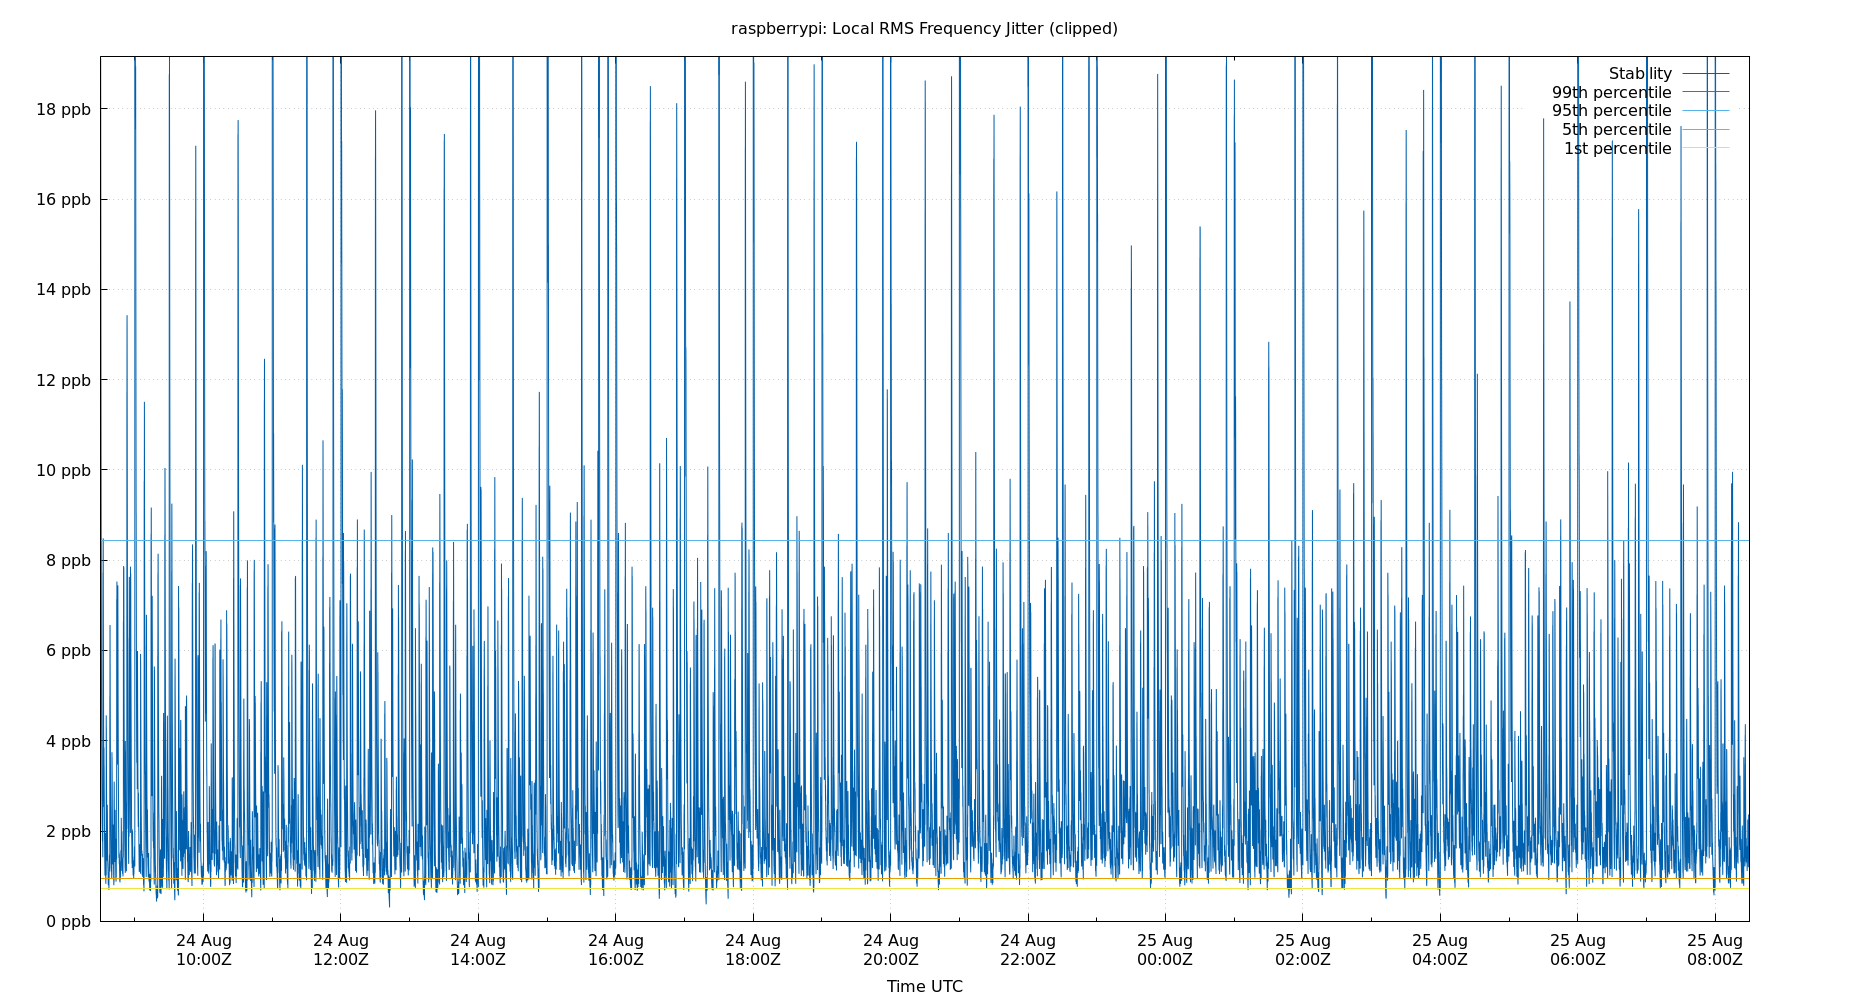 raspberrypi: Local RMS Frequency Jitter (clipped)
Stability
99th percentile
95th percentile
5th percentile
1st percentile
18 ppb
16 ppb
14 ppb
12 ppb
10 ppb
8 ppb
6 ppb
4 ppb
2 ppb
0 ppb
24 Aug 24 Aug 24 Aug 24 Aug 24 Aug 24 Aug 24 Aug 25 Aug 25 Aug 25 Aug 25 Aug 25 Aug
10:00Z 12:00Z 14:00Z 16:00Z 18:00Z 20:00Z 22:00Z 00:00Z 02:00Z 04:00Z 06:00Z 08:00Z
Time UTC